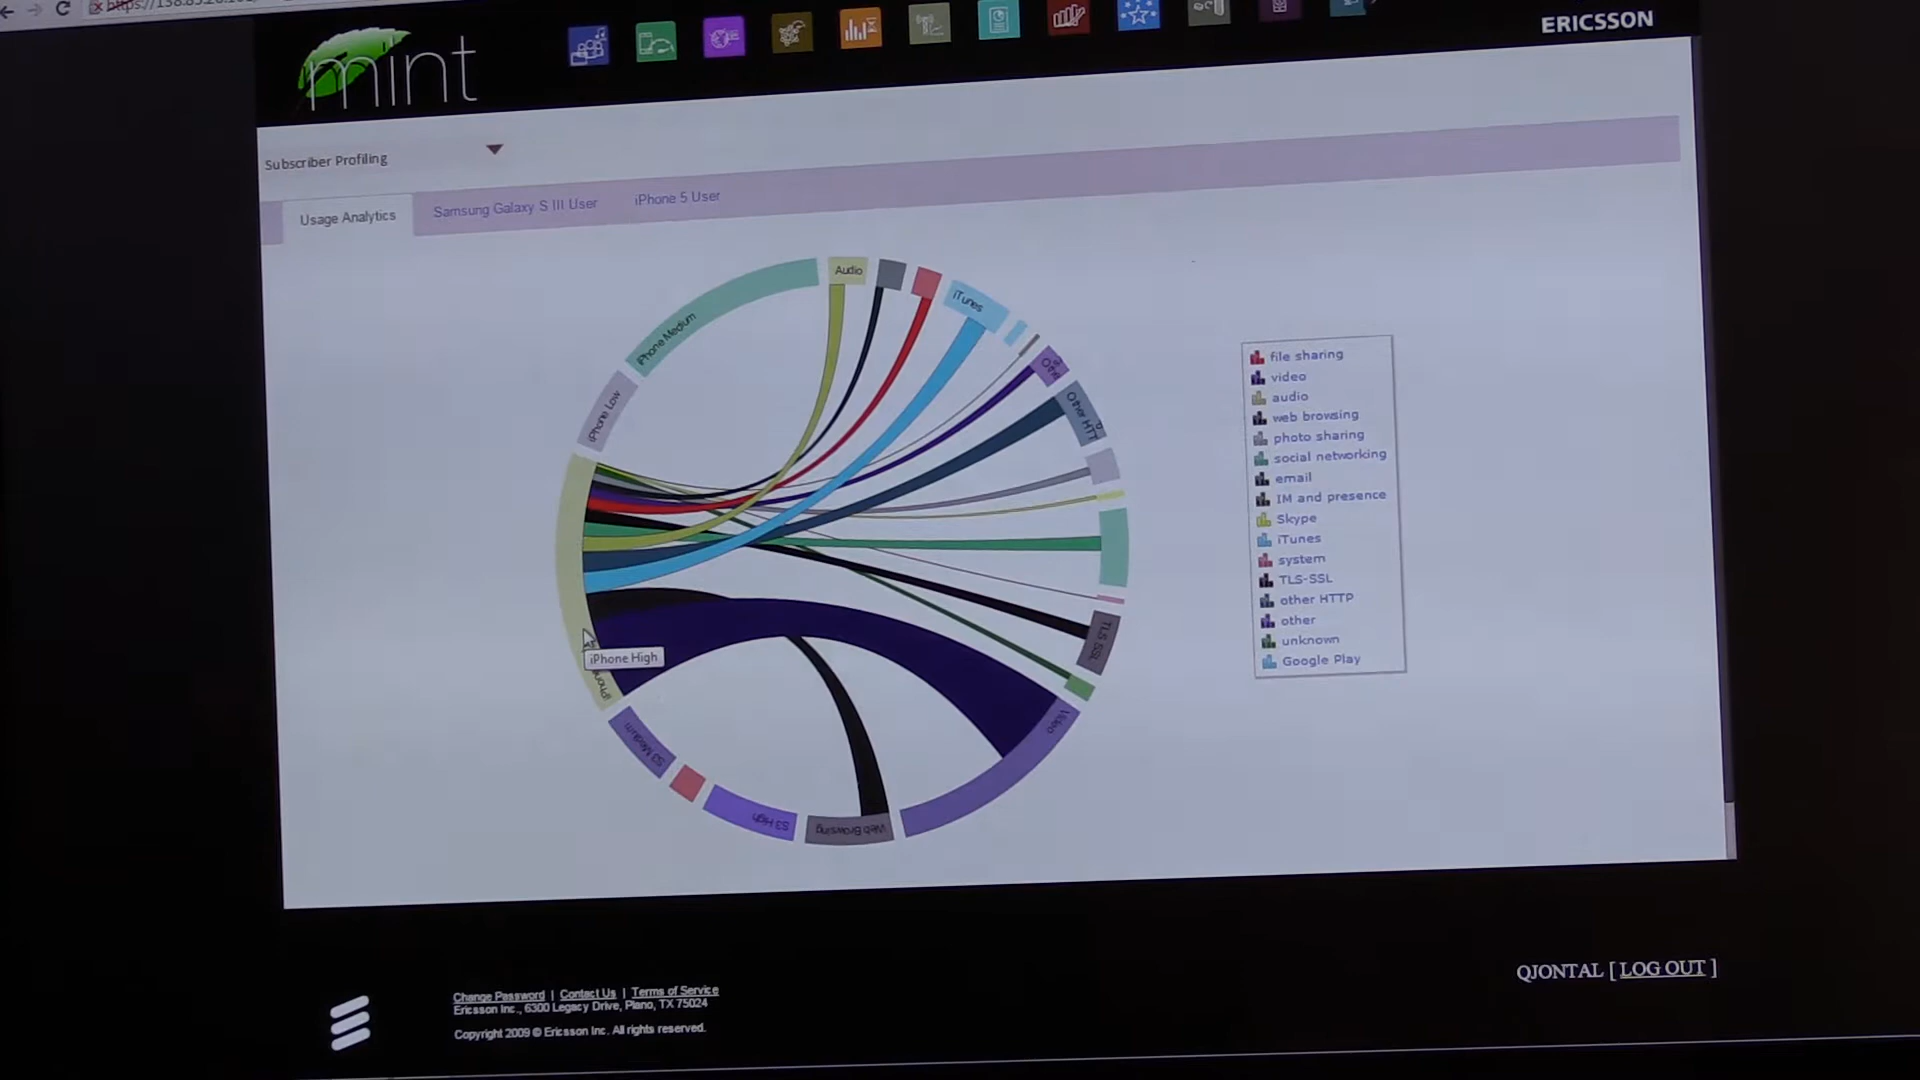 https://138.85.
mint
ERICSSON
Subscriber Profiling
Usage Analytics
Samsung Galaxy S III User
iPhone 5 User
Audio
iTunes
iPhone Medium
iPhone Low
Other HTT
TLS SSL
Video
Web Browsing
S3 High
S3 Medium
iPhone High
file sharing
video
audio
web browsing
photo sharing
social networking
email
IM and presence
Skype
iTunes
system
TLS-SSL
other HTTP
other
unknown
Google Play
QJONTAL [ LOG OUT ]
Change Password | Contact Us | Terms of Service
Ericsson Inc., 6300 Legacy Drive, Plano, TX 75024
Copyright 2009 © Ericsson Inc. All rights reserved.